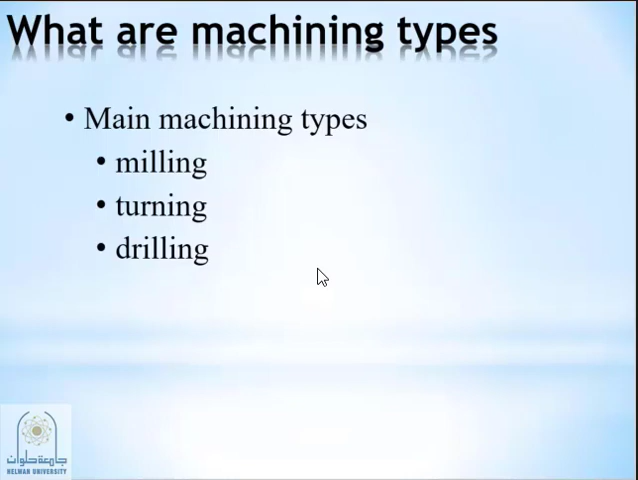 What are machining types
• Main machining types
• milling
• turning
• drilling
جامعة حلوان
HELWAN UNIVERSITY